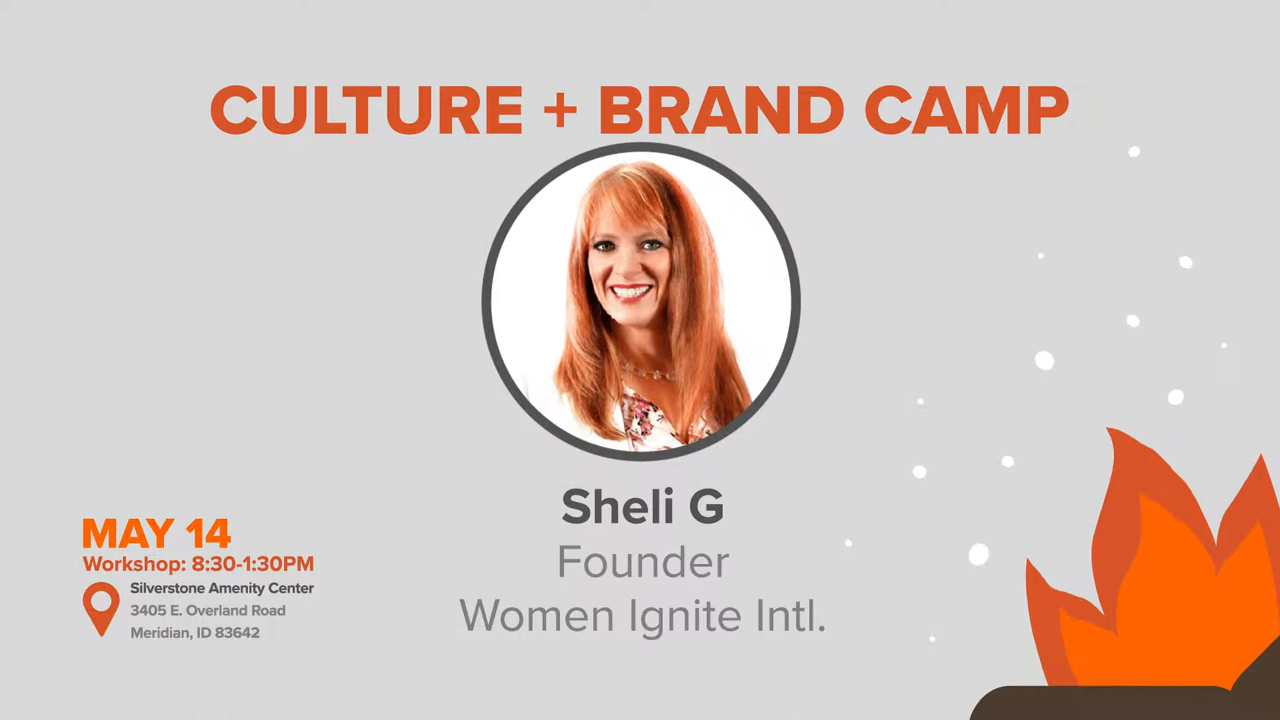 CULTURE + BRAND CAMP
Sheli G
Founder
Women Ignite Intl.
MAY 14
Workshop: 8:30-1:30PM
Silverstone Amenity Center
3405 E. Overland Road
Meridian, ID 83642